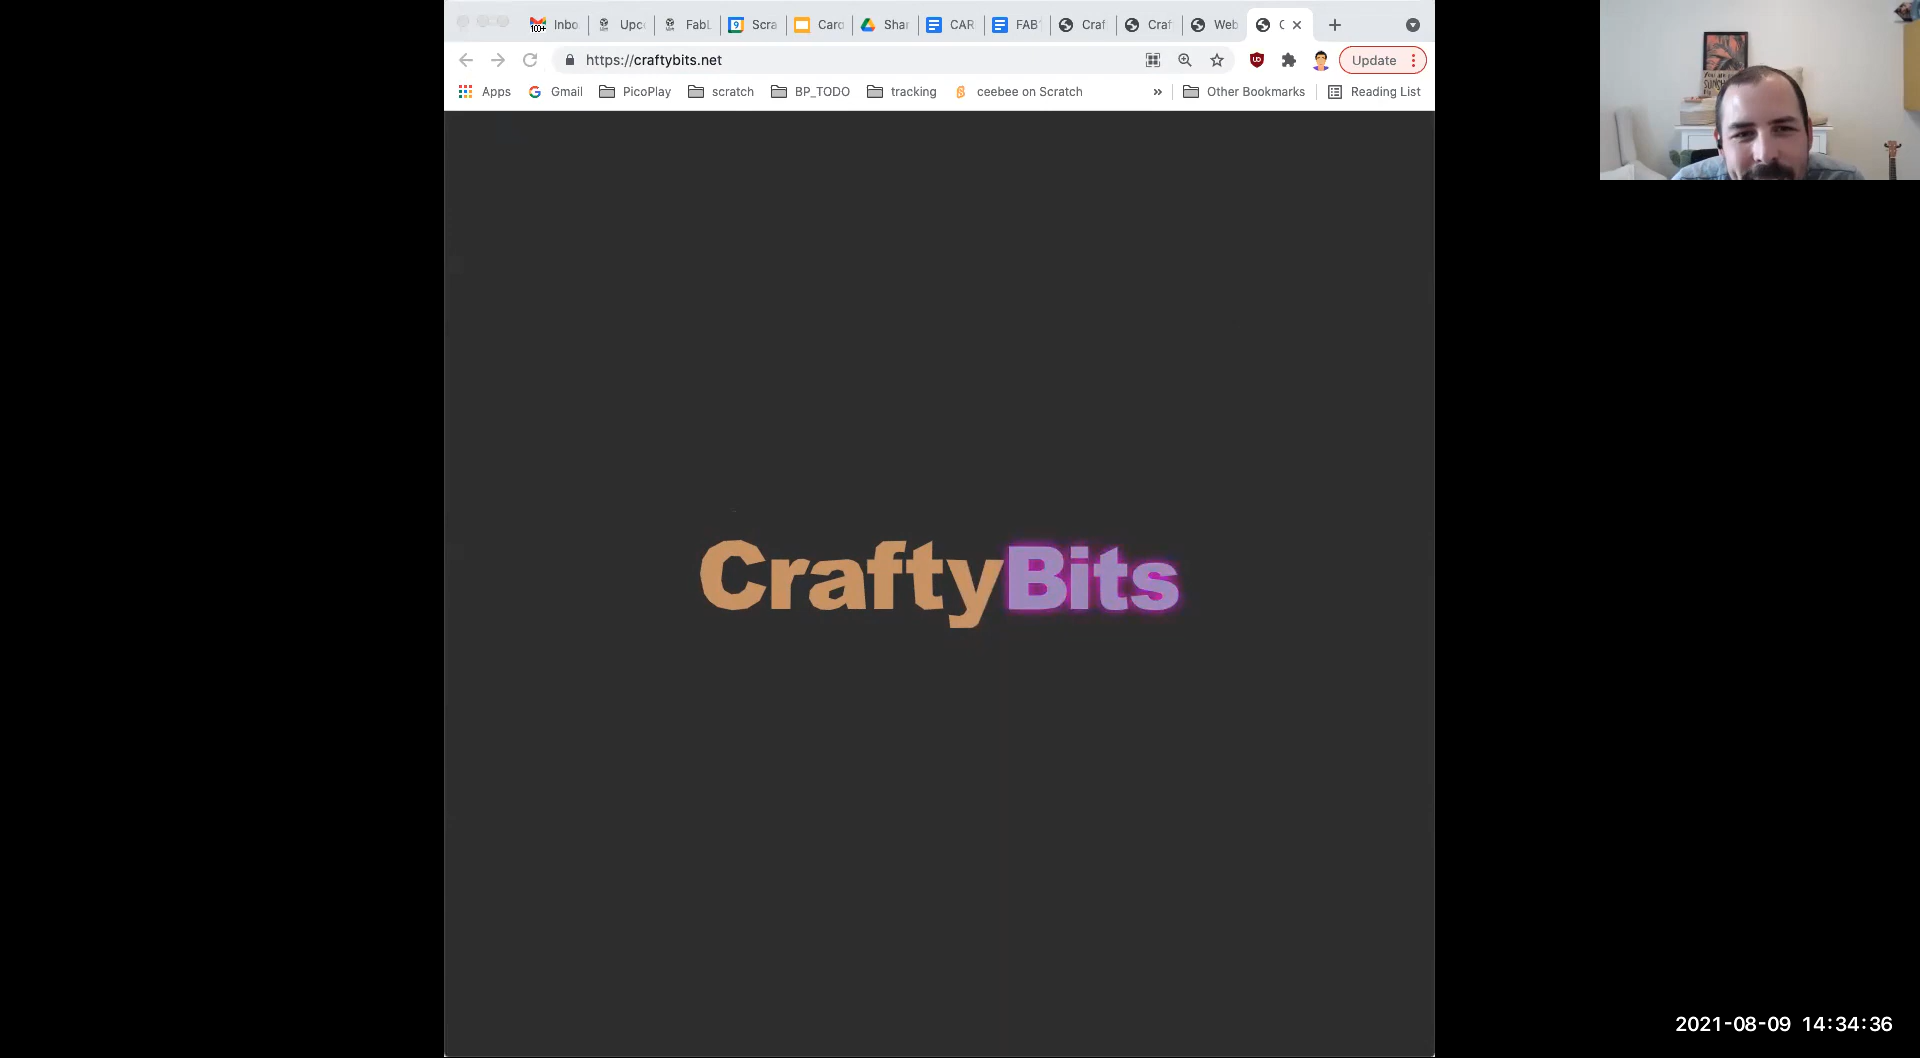 Inbo Upc FabL Scra Card Shar CAR FAB Craf Craf Web C
https://craftybits.net
Update
Apps Gmail PicoPlay scratch BP_TODO tracking ceebee on Scratch » Other Bookmarks Reading List
CraftyBits
2021-08-09 14:34:36